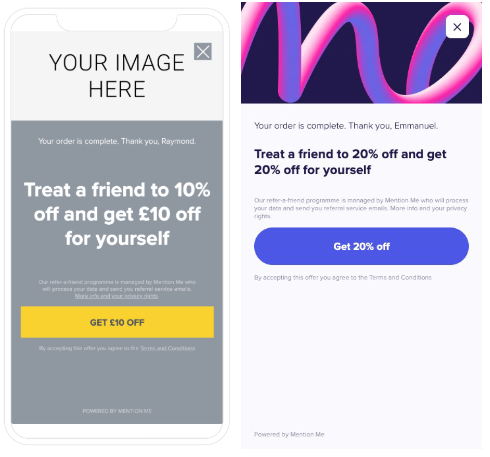 YOUR IMAGE
HERE
Your order is complete. Thank you, Raymond.
Treat a friend to 10%
off and get £10 off
for yourself
Our refer-a-friend programme is managed by Mention Me who
will process your data and send you referral service emails.
More info and your privacy rights.
GET £10 OFF
By accepting this offer you agree to the Terms and Conditions
POWERED BY MENTION ME
me
Your order is complete. Thank you, Emmanuel.
Treat a friend to 20% off and get
20% off for yourself
Our refer-a-friend programme is managed by Mention Me who will process
your data and send you referral service emails. More info and your privacy
rights.
Get 20% off
By accepting this offer you agree to the Terms and Conditions
Powered by Mention Me